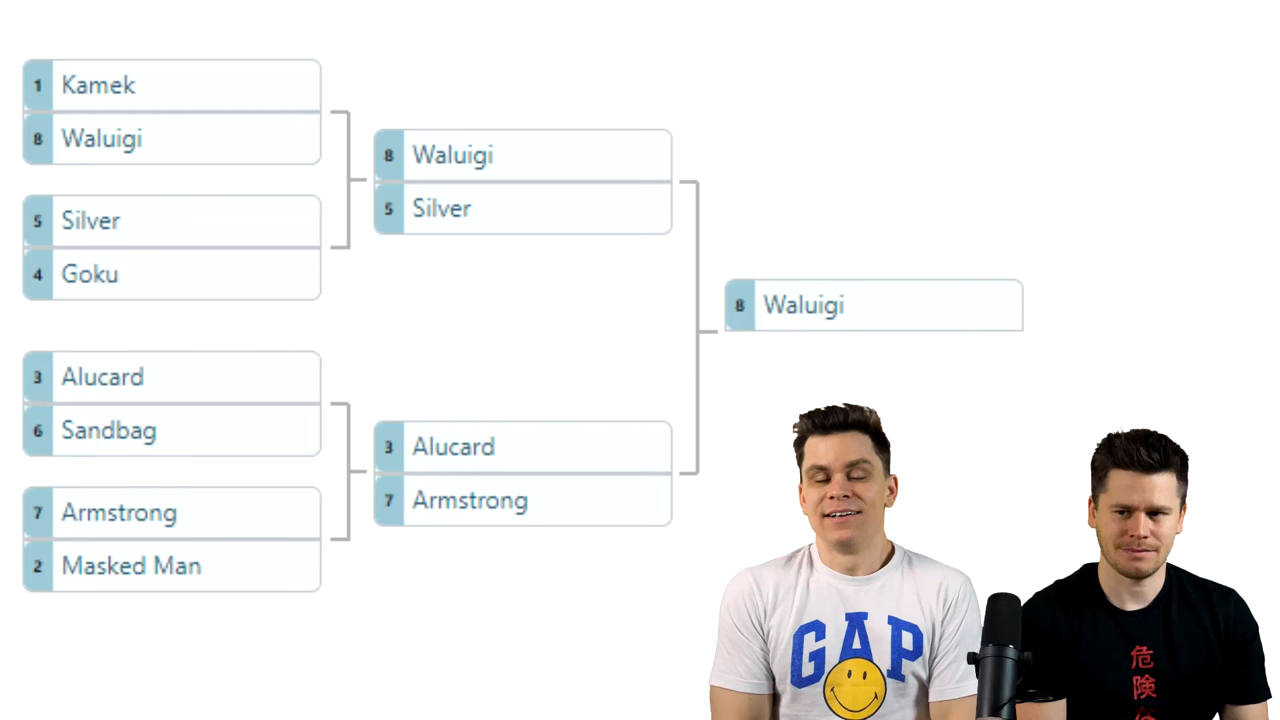 1 Kamek
8 Waluigi
5 Silver
4 Goku
3 Alucard
6 Sandbag
7 Armstrong
2 Masked Man
8 Waluigi
5 Silver
3 Alucard
7 Armstrong
8 Waluigi
GAP
危
険